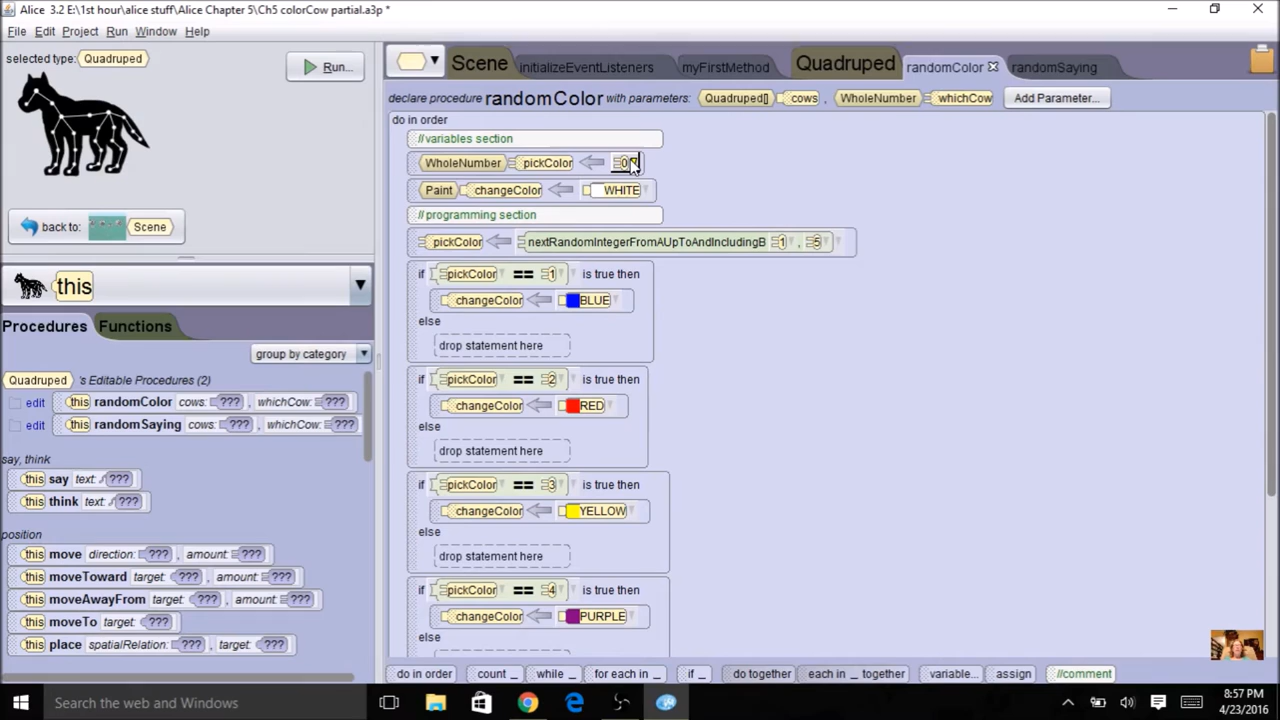 Alice 3.2 E:\1st hour\alice stuff\Alice Chapter 5\Ch5 colorCow partial.a3p *
File Edit Project Run Window Help
selected type: Quadruped
Run...
back to: Scene
this
Procedures Functions
group by category
Quadruped 's Editable Procedures (2)
edit this randomColor cows: ??? , whichCow: ???
edit this randomSaying cows: ??? , whichCow: ???
say, think
this say text: ???
this think text: ???
position
this move direction: ??? , amount: ???
this moveToward target: ??? , amount: ???
this moveAwayFrom target: ??? , amount: ???
this moveTo target: ???
this place spatialRelation: ??? , target: ???
Scene initializeEventListeners myFirstMethod Quadruped randomColor randomSaying
declare procedure randomColor with parameters: Quadruped[] cows , WholeNumber whichCow Add Parameter...
do in order
//variables section
WholeNumber pickColor 0
Paint changeColor WHITE
//programming section
pickColor nextRandomIntegerFromAUpToAndIncludingB 1 , 5
if pickColor == 1 is true then
changeColor BLUE
else
drop statement here
if pickColor == 2 is true then
changeColor RED
else
drop statement here
if pickColor == 3 is true then
changeColor YELLOW
else
drop statement here
if pickColor == 4 is true then
changeColor PURPLE
else
do in order count _ while _ for each in _ if _ do together each in _ together variable... assign //comment
Search the web and Windows
8:57 PM
4/23/2016